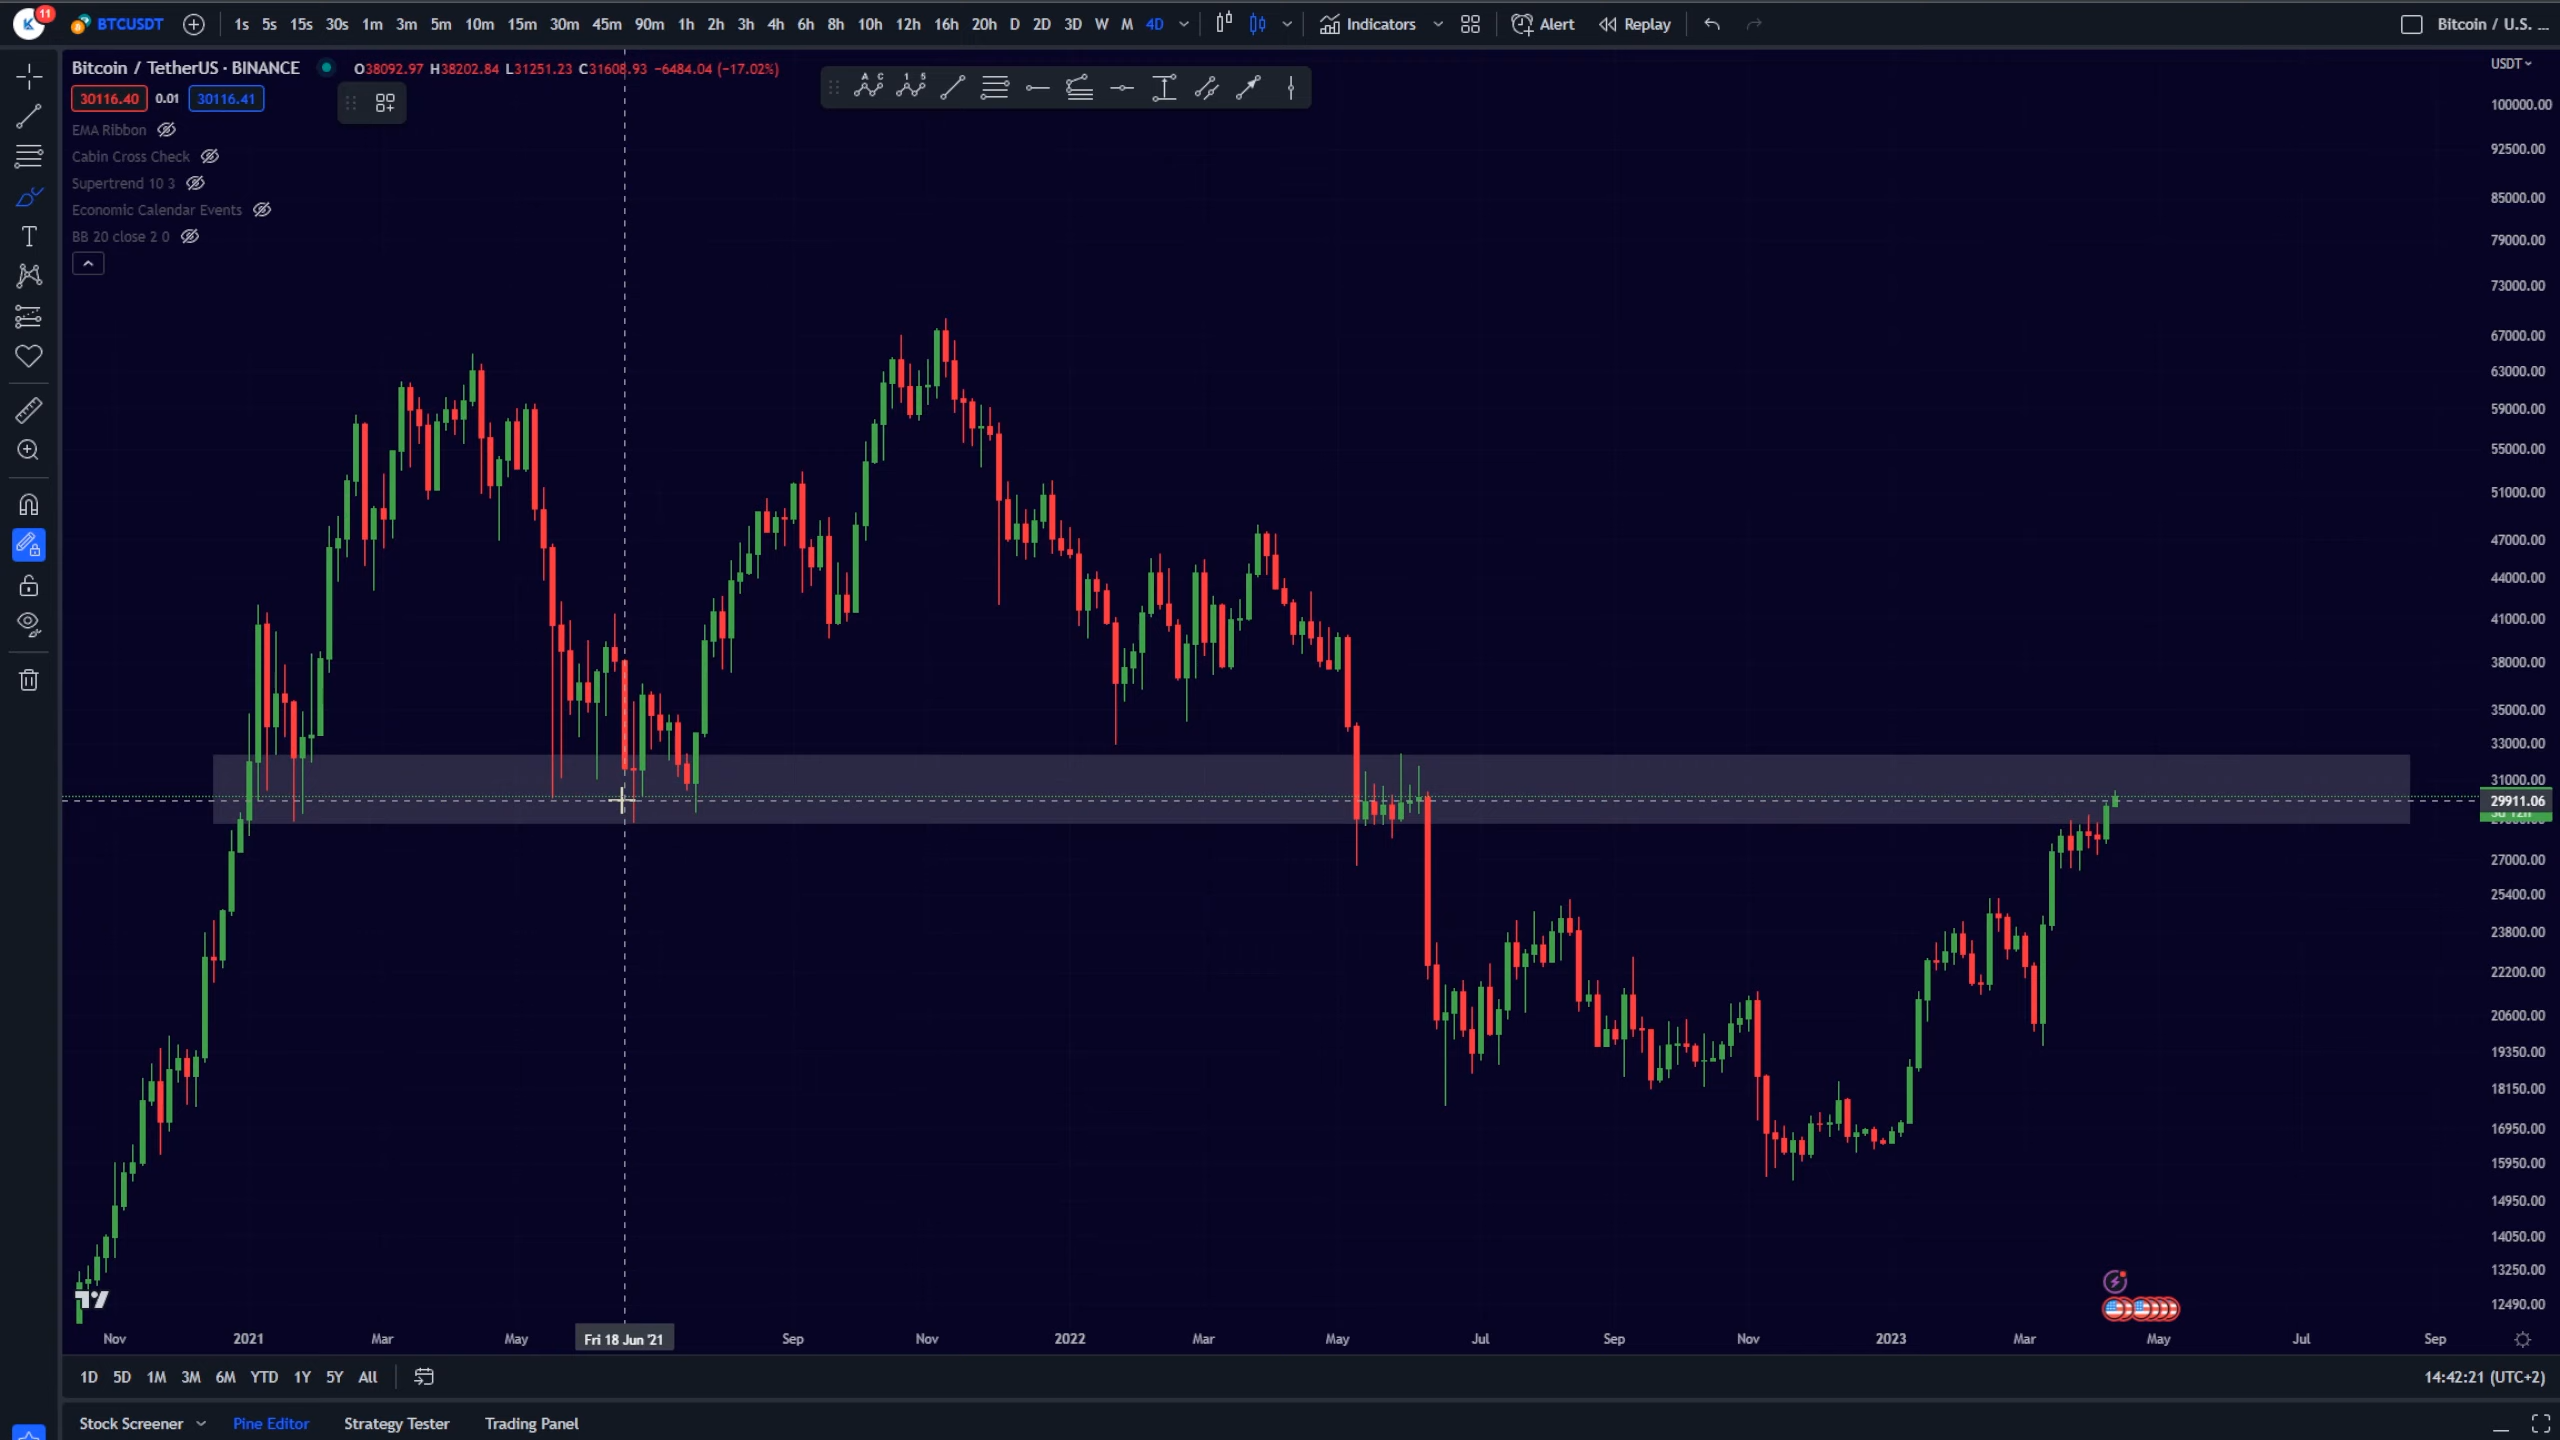 11
BTCUSDT 1s 5s 15s 30s 1m 3m 5m 10m 15m 30m 45m 90m 1h 2h 3h 4h 6h 8h 10h 12h 16h 20h D 2D 3D W M 4D Indicators Alert Replay Bitcoin / U.S. ...
Bitcoin / TetherUS · BINANCE O38092.97 H38202.84 L31251.23 C31608.93 −6484.04 (−17.02%)
USDT
30116.40 0.01 30116.41
A C 1 5
EMA Ribbon
Cabin Cross Check
Supertrend 10 3
Economic Calendar Events
BB 20 close 2 0
100000.00
92500.00
85000.00
79000.00
73000.00
67000.00
63000.00
59000.00
55000.00
51000.00
47000.00
44000.00
41000.00
38000.00
35000.00
33000.00
31000.00
29911.06
3d 12h
27000.00
25400.00
23800.00
22200.00
20600.00
19350.00
18150.00
16950.00
15950.00
14950.00
14050.00
13250.00
12490.00
Nov 2021 Mar May Fri 18 Jun '21 Sep Nov 2022 Mar May Jul Sep Nov 2023 Mar May Jul Sep
1D 5D 1M 3M 6M YTD 1Y 5Y All 14:42:21 (UTC+2)
Stock Screener Pine Editor Strategy Tester Trading Panel